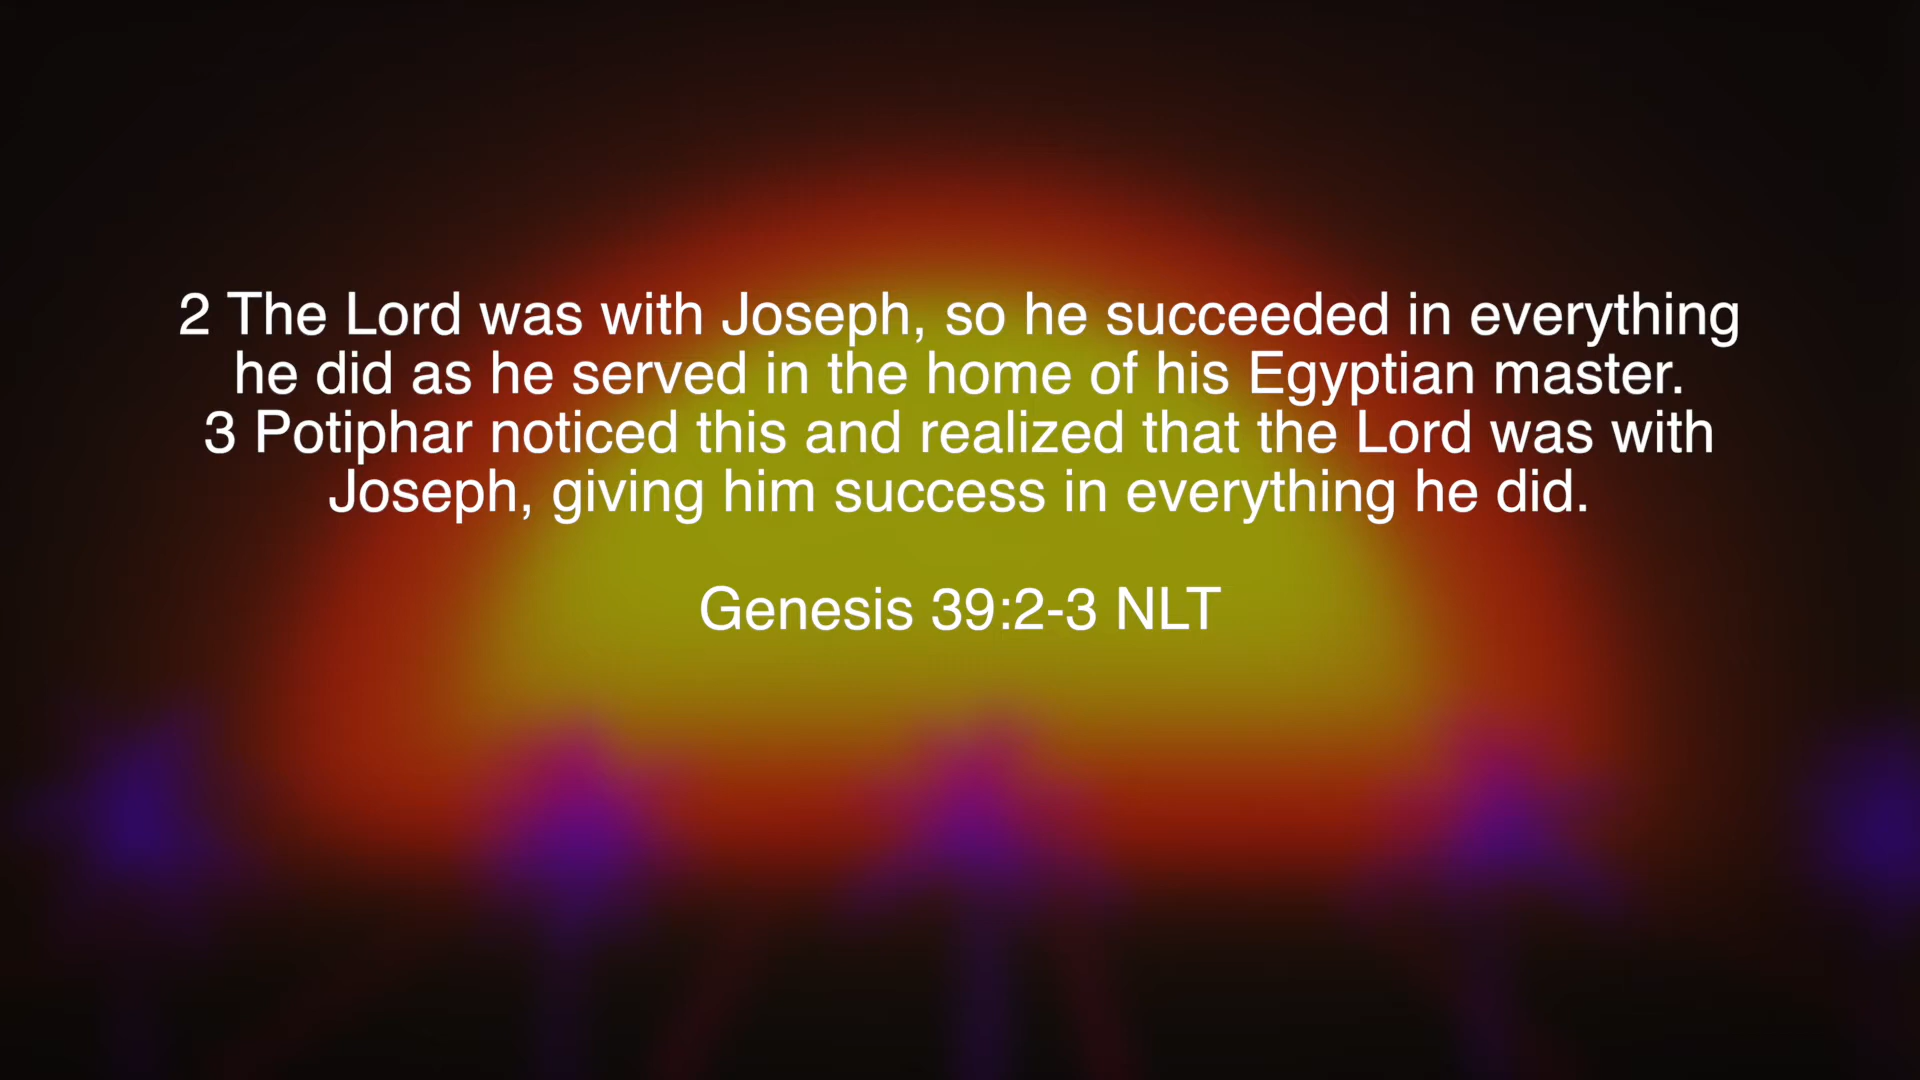 2 The Lord was with Joseph, so he succeeded in everything
he did as he served in the home of his Egyptian master.
3 Potiphar noticed this and realized that the Lord was with
Joseph, giving him success in everything he did.
Genesis 39:2-3 NLT